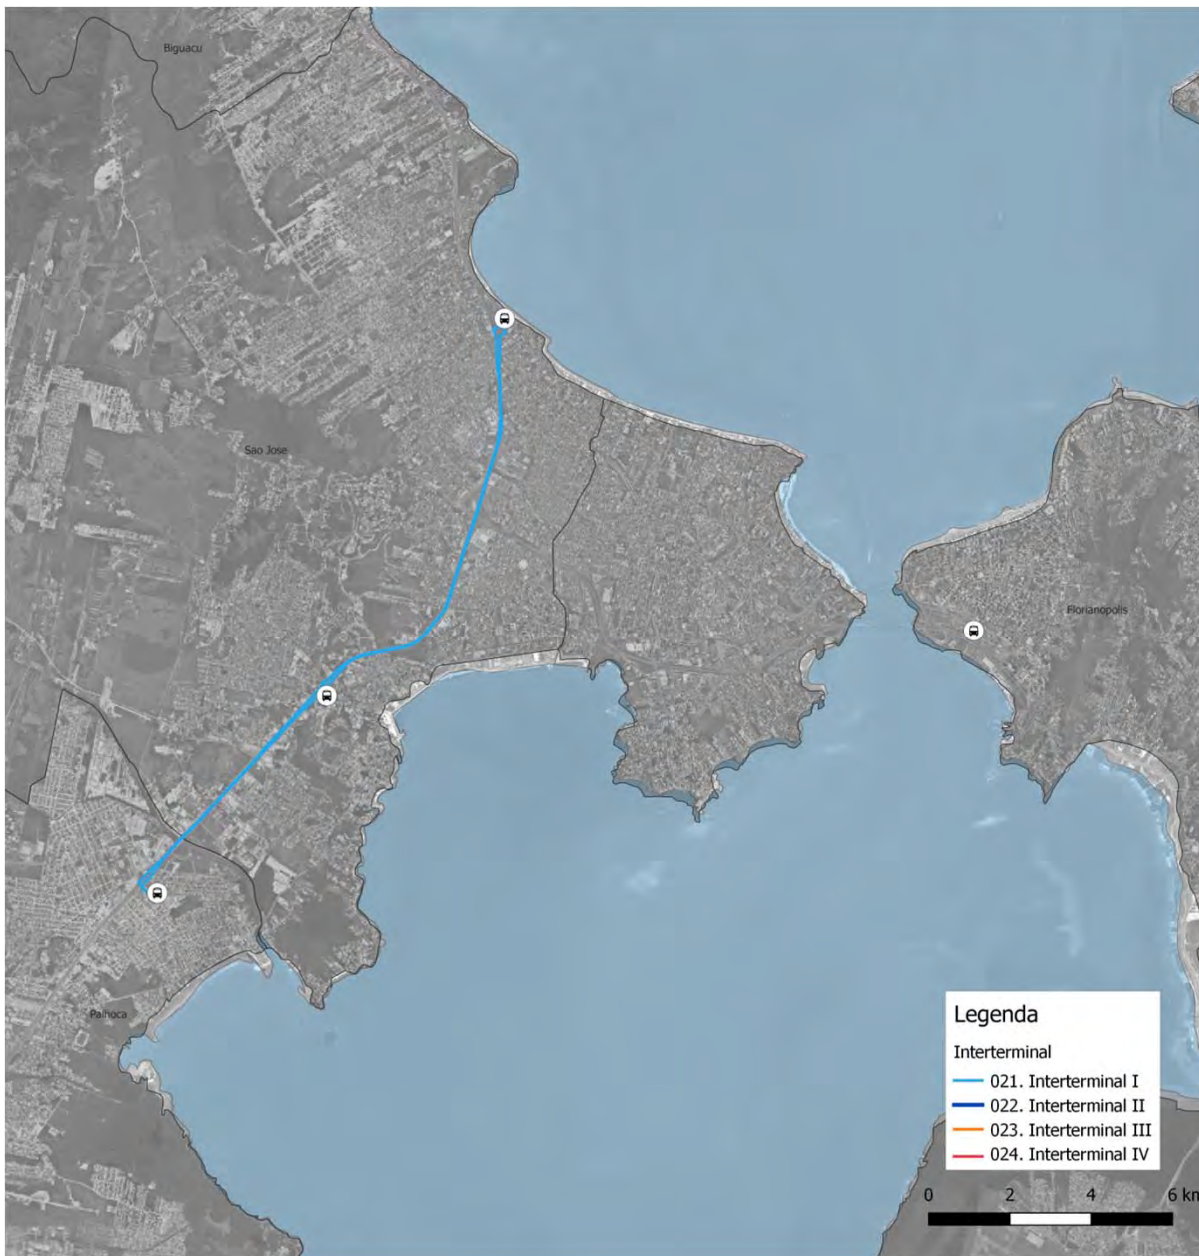 Biguacu
Sao Jose
Florianopolis
Palhoca
Legenda
Interterminal
021. Interterminal I
022. Interterminal II
023. Interterminal III
024. Interterminal IV
0 2 4 6 km